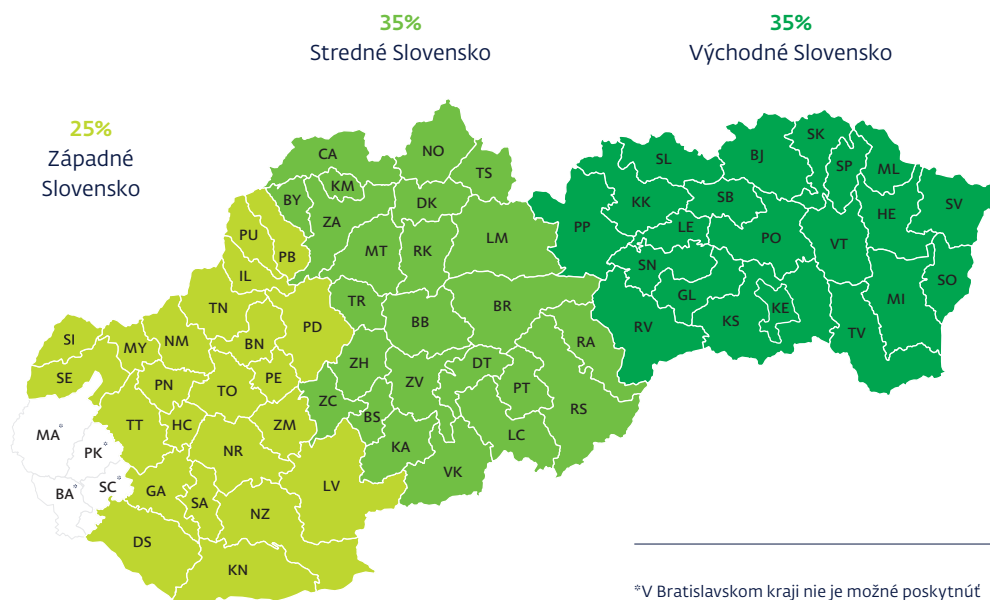 35%
Stredné Slovensko
35%
Východné Slovensko
25%
Západné
Slovensko
CA
NO
TS
KM
BY
ZA
DK
MT
RK
LM
PU
PB
IL
TN
TR
BB
BR
PD
BN
SI
MY
NM
SE
PN
TO
PE
ZH
ZC
ZV
DT
PT
RA
RS
BS
KA
VK
LC
TT
HC
ZM
NR
LV
MA*
PK*
BA*
SC*
GA
SA
NZ
DS
KN
SL
BJ
SK
SP
ML
SV
KK
SB
HE
PP
LE
PO
VT
SN
GL
KS
KE
RV
TV
MI
SO
*V Bratislavskom kraji nie je možné poskytnúť